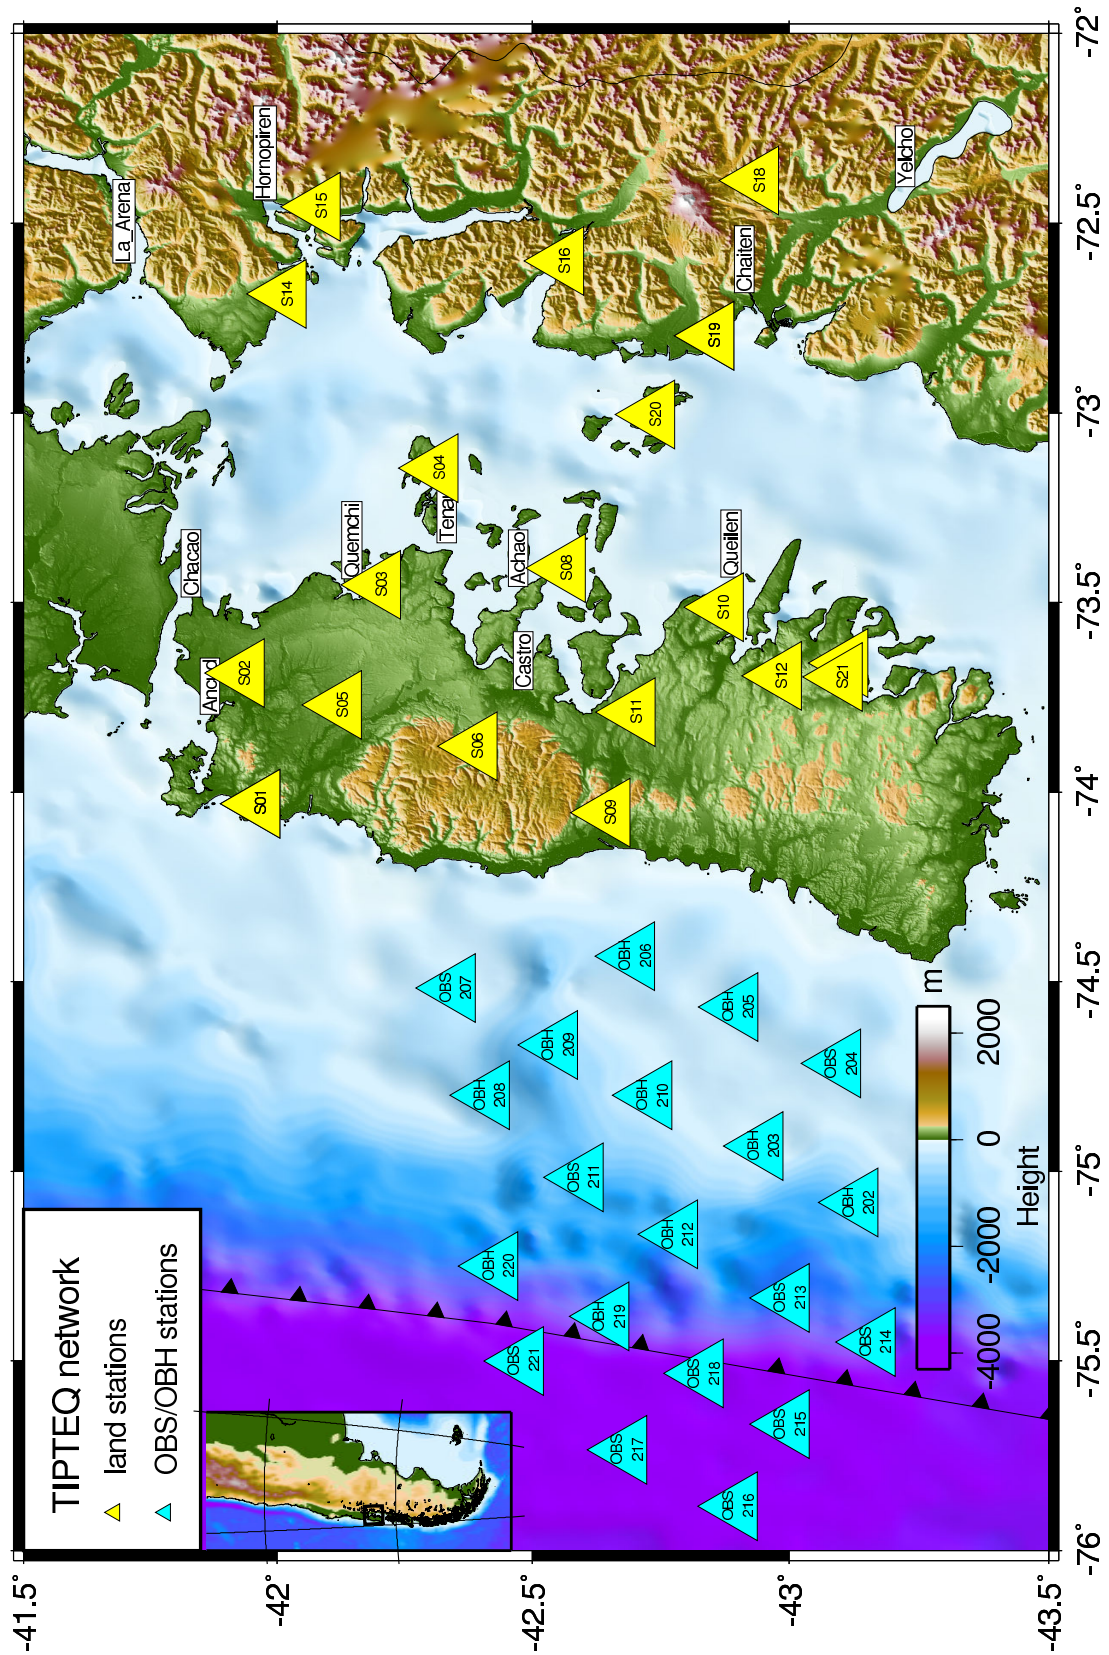 TIPTEQ network
land stations
OBS/OBH stations
-41.5°
-42°
-42.5°
-43°
-43.5°
-76°
-75.5°
-75°
-74.5°
-74°
-73.5°
-73°
-72.5°
-72°
La_Arena
Hornopiren
Chacao
Quemchi
Achao
Castro
Queilen
Chaiten
Yelcho
S01
S02
S03
S04
S05
S06
S08
S09
S10
S11
S12
S14
S15
S16
S18
S19
S20
S21
OBH
202
OBH
203
OBS
204
OBH
205
OBH
206
OBS
207
OBH
208
OBH
209
OBH
210
OBS
211
OBH
212
OBS
213
OBS
214
OBS
215
OBS
216
OBS
217
OBS
218
OBH
219
OBH
220
OBS
221
m
-4000
-2000
0
2000
Height